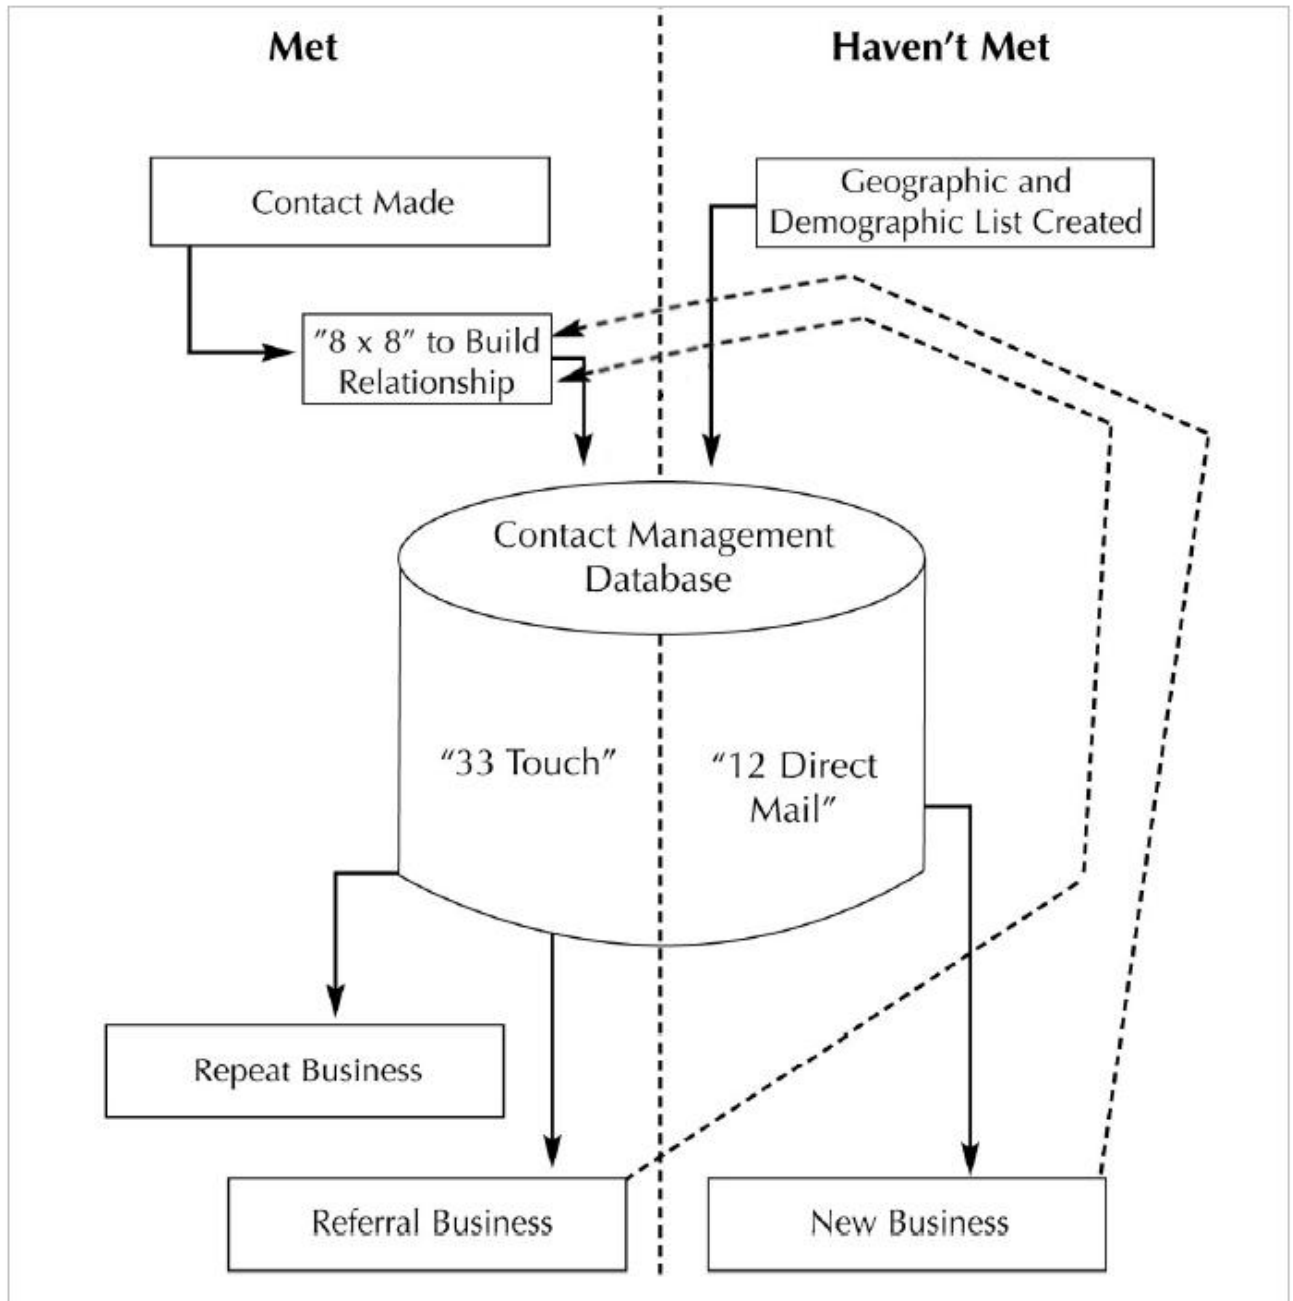 Met
Haven't Met
Contact Made
Geographic and
Demographic List Created
"8 x 8" to Build
Relationship
Contact Management
Database
“33 Touch”
“12 Direct
Mail”
Repeat Business
Referral Business
New Business